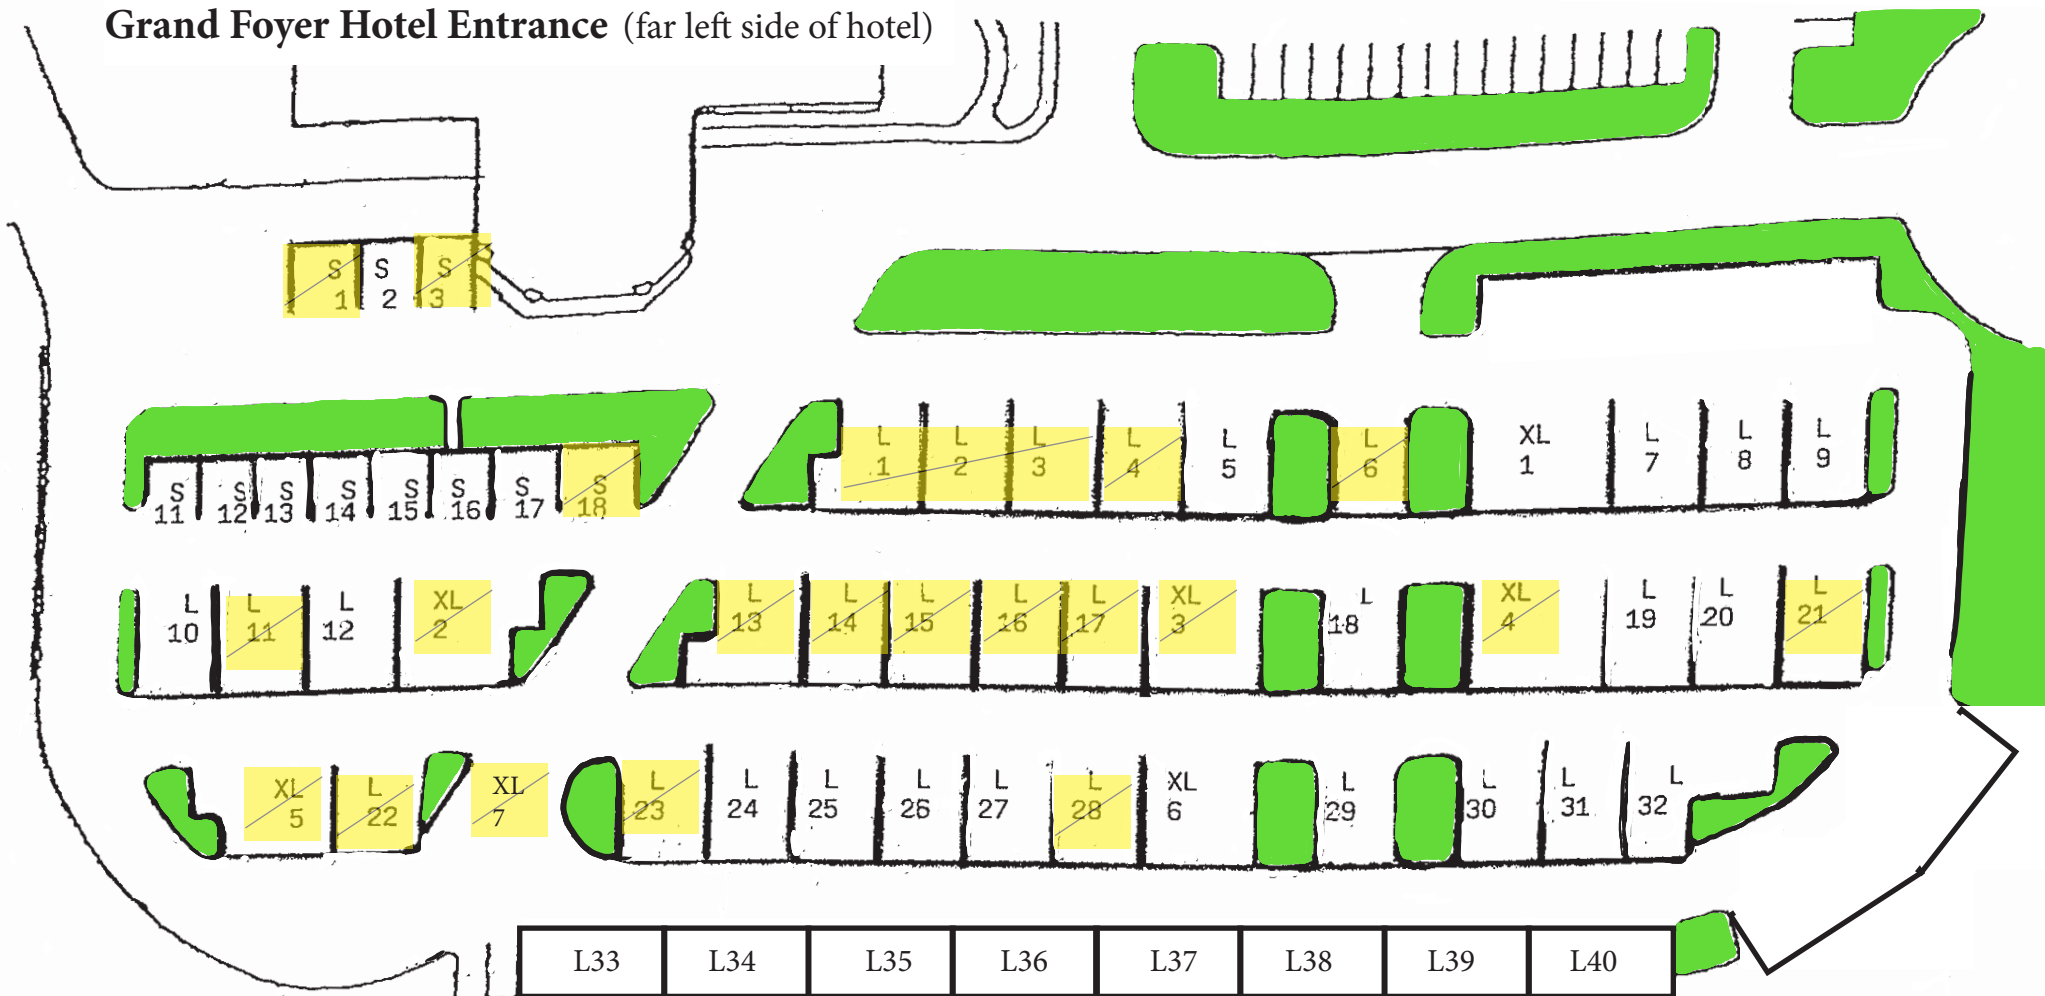 Grand Foyer Hotel Entrance (far left side of hotel)
S 1
S 2
S 3
S 11
S 12
S 13
S 14
S 15
S 16
S 17
S 18
L 1
L 2
L 3
L 4
L 5
L 6
XL 1
L 7
L 8
L 9
L 10
L 11
L 12
XL 2
L 13
L 14
L 15
L 16
L 17
XL 3
L 18
XL 4
L 19
L 20
L 21
XL 5
L 22
XL 7
L 23
L 24
L 25
L 26
L 27
L 28
XL 6
L 29
L 30
L 31
L 32
L33
L34
L35
L36
L37
L38
L39
L40